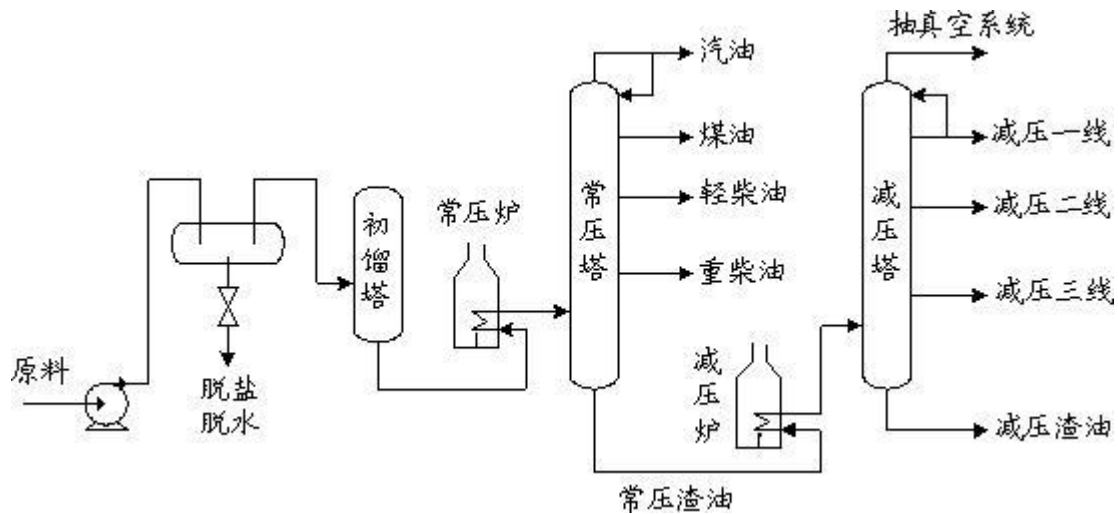 原料
脱盐
脱水
初馏塔
常压炉
常压塔
汽油
煤油
轻柴油
重柴油
常压渣油
减压炉
减压塔
抽真空系统
减压一线
减压二线
减压三线
减压渣油